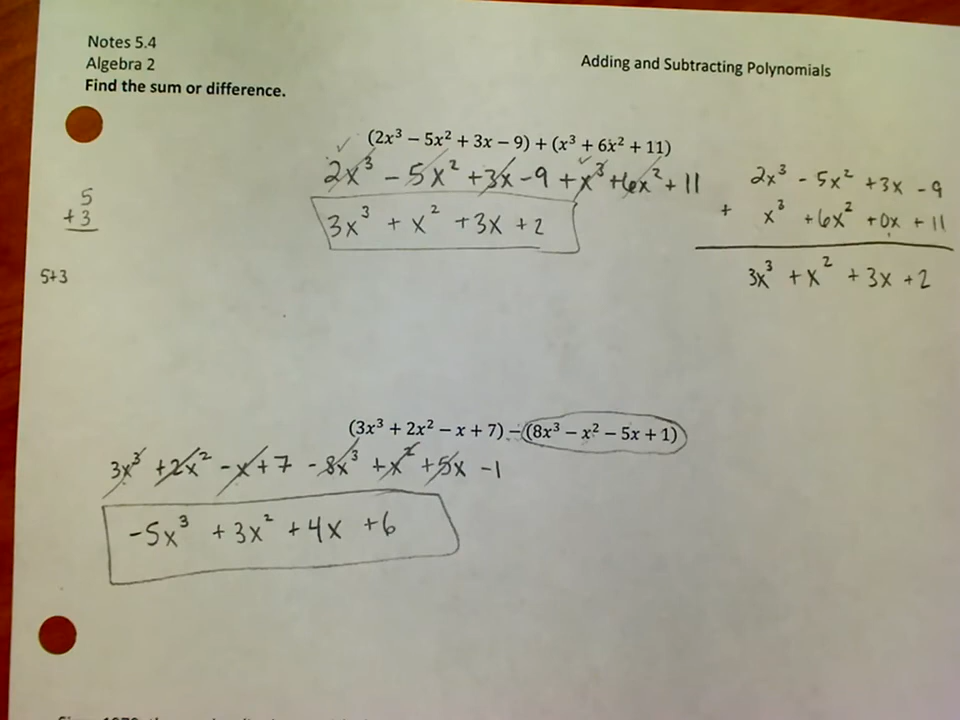 Notes 5.4
Algebra 2
Adding and Subtracting Polynomials
Find the sum or difference.
(2x³ − 5x² + 3x − 9) + (x³ + 6x² + 11)
2x³ - 5x² + 3x - 9 + x³ + 6x² + 11
3x³ + x² + 3x + 2
2x³ - 5x² + 3x - 9
+ x³ + 6x² + 0x + 11
3x³ + x² + 3x + 2
5
+ 3
5+3
(3x³ + 2x² − x + 7) − (8x³ − x² − 5x + 1)
3x³ + 2x² - x + 7 - 8x³ + x² + 5x - 1
-5x³ + 3x² + 4x + 6